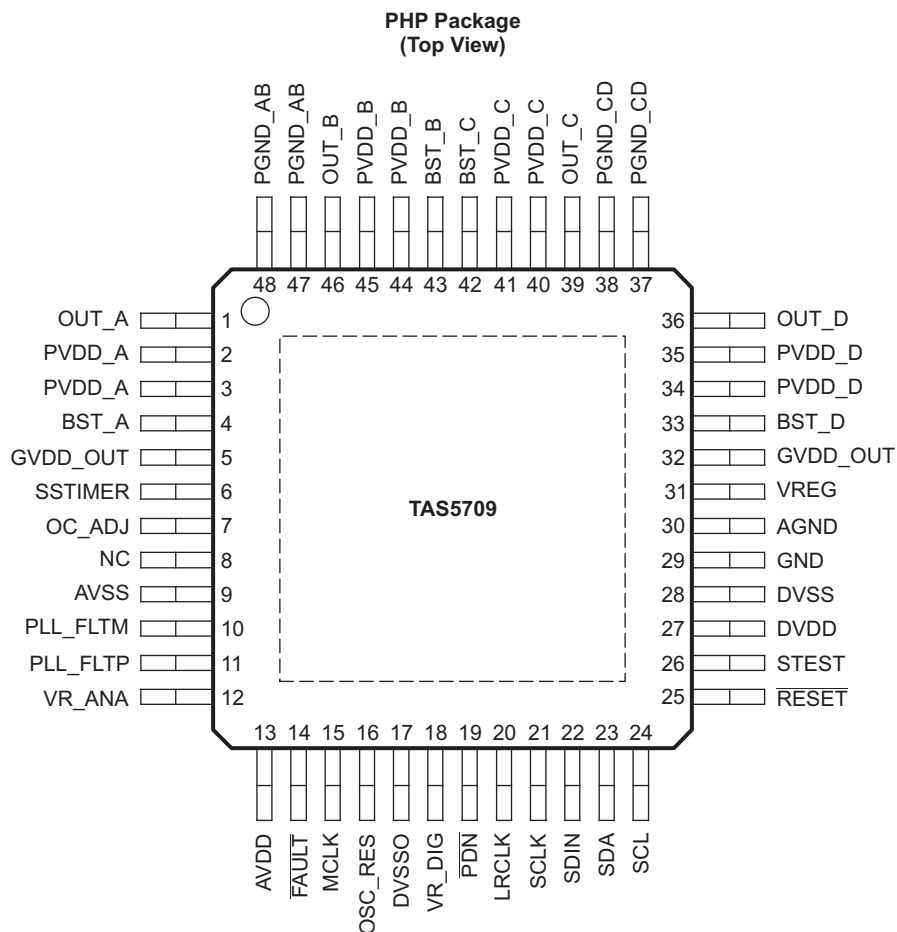 PHP Package
(Top View)
PGND_AB
PGND_AB
OUT_B
PVDD_B
PVDD_B
BST_B
BST_C
PVDD_C
PVDD_C
OUT_C
PGND_CD
PGND_CD
48 47 46 45 44 43 42 41 40 39 38 37
OUT_A 1
PVDD_A 2
PVDD_A 3
BST_A 4
GVDD_OUT 5
SSTIMER 6
OC_ADJ 7
NC 8
AVSS 9
PLL_FLTM 10
PLL_FLTP 11
VR_ANA 12
TAS5709
36 OUT_D
35 PVDD_D
34 PVDD_D
33 BST_D
32 GVDD_OUT
31 VREG
30 AGND
29 GND
28 DVSS
27 DVDD
26 STEST
25 RESET
13 14 15 16 17 18 19 20 21 22 23 24
AVDD
FAULT
MCLK
OSC_RES
DVSSO
VR_DIG
PDN
LRCLK
SCLK
SDIN
SDA
SCL